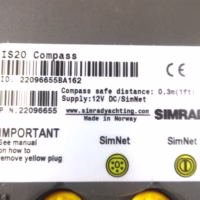 IS20 Compass
ID. 22096655BA162
Compass safe distance: 0.3m(1ft)
Supply:12V DC/SimNet
P N.22096655
www.simradyachting.com
Made in Norway
SIMRAD
IMPORTANT
See manual
on how to
remove yellow plug
SimNet
SimNet